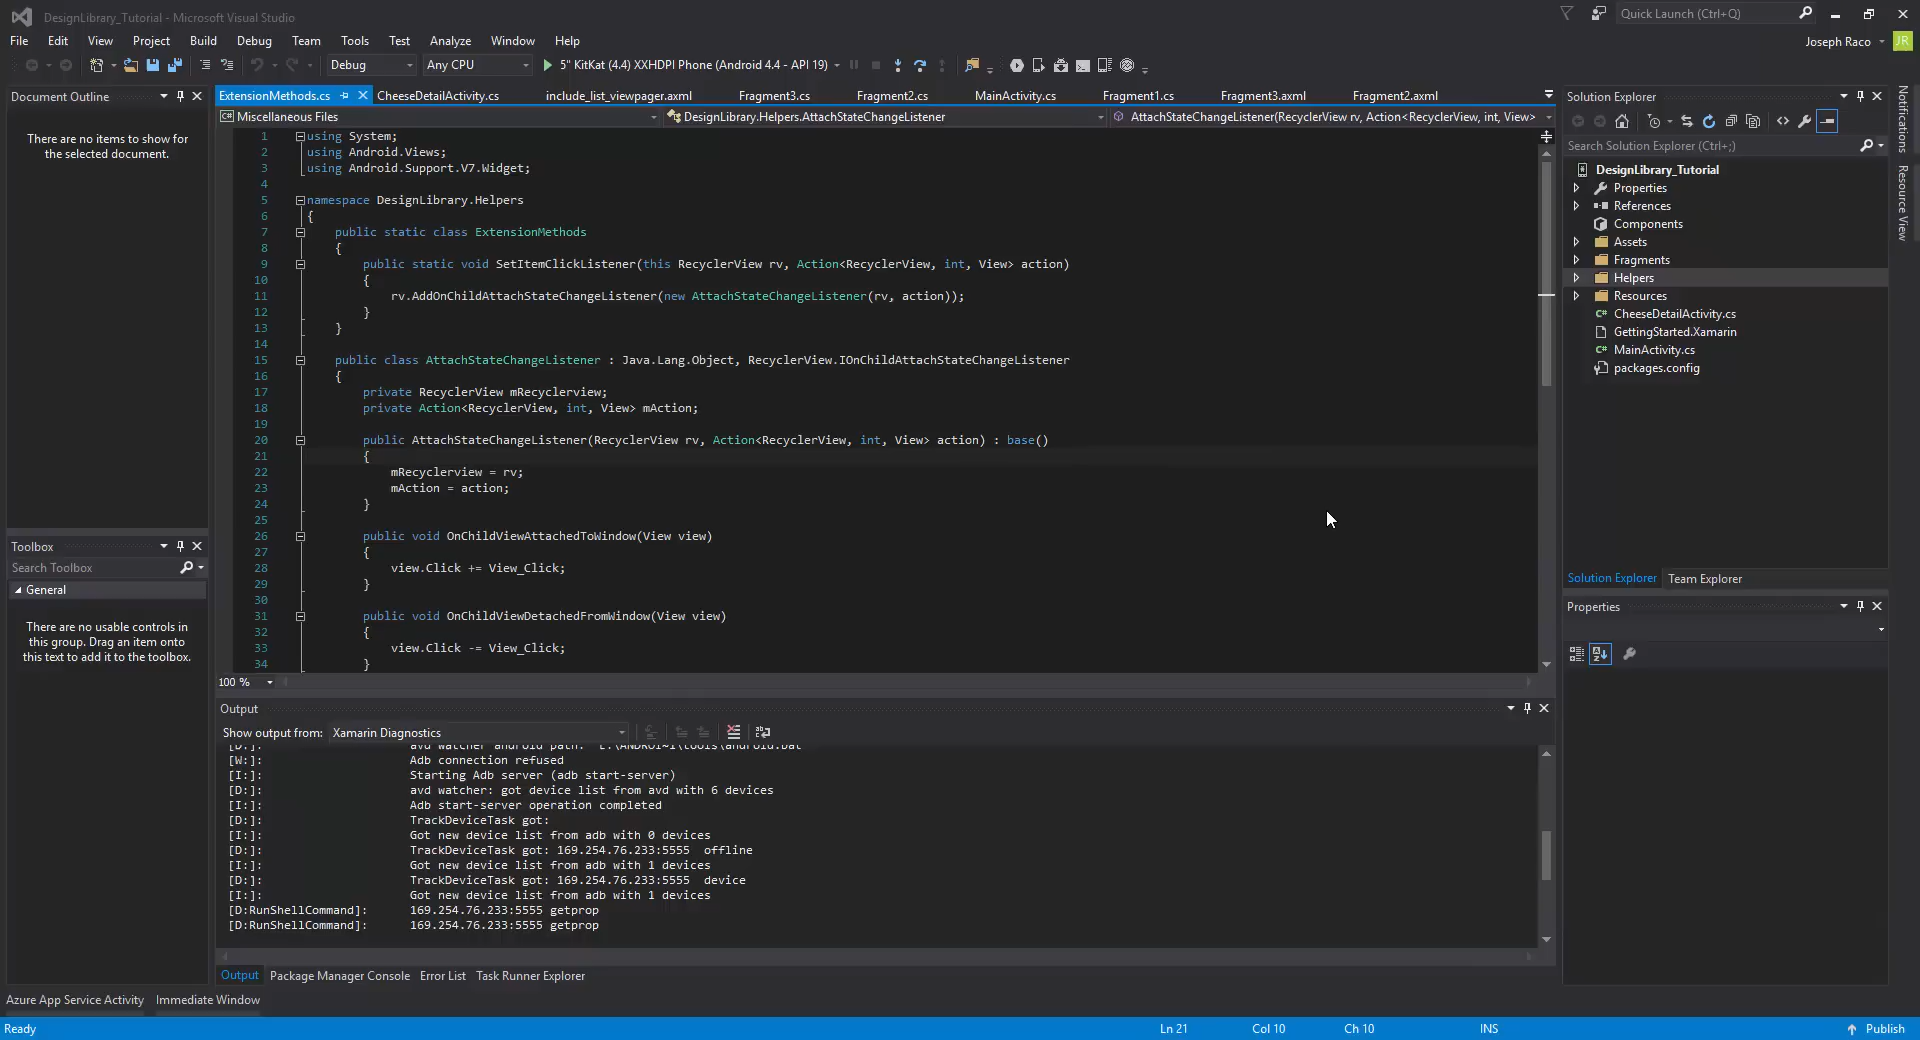 DesignLibrary_Tutorial - Microsoft Visual Studio
Quick Launch (Ctrl+Q)
File Edit View Project Build Debug Team Tools Test Analyze Window Help
Joseph Raco JR
Debug Any CPU 5" KitKat (4.4) XXHDPI Phone (Android 4.4 - API 19)
Document Outline
There are no items to show for
the selected document.
Toolbox
Search Toolbox
General
There are no usable controls in
this group. Drag an item onto
this text to add it to the toolbox.
ExtensionMethods.cs CheeseDetailActivity.cs include_list_viewpager.axml Fragment3.cs Fragment2.cs MainActivity.cs Fragment1.cs Fragment3.axml Fragment2.axml
Miscellaneous Files DesignLibrary.Helpers.AttachStateChangeListener AttachStateChangeListener(RecyclerView rv, Action<RecyclerView, int, View>
1 using System;
2 using Android.Views;
3 using Android.Support.V7.Widget;
4
5 namespace DesignLibrary.Helpers
6 {
7 public static class ExtensionMethods
8 {
9 public static void SetItemClickListener(this RecyclerView rv, Action<RecyclerView, int, View> action)
10 {
11 rv.AddOnChildAttachStateChangeListener(new AttachStateChangeListener(rv, action));
12 }
13 }
14
15 public class AttachStateChangeListener : Java.Lang.Object, RecyclerView.IOnChildAttachStateChangeListener
16 {
17 private RecyclerView mRecyclerview;
18 private Action<RecyclerView, int, View> mAction;
19
20 public AttachStateChangeListener(RecyclerView rv, Action<RecyclerView, int, View> action) : base()
21 {
22 mRecyclerview = rv;
23 mAction = action;
24 }
25
26 public void OnChildViewAttachedToWindow(View view)
27 {
28 view.Click += View_Click;
29 }
30
31 public void OnChildViewDetachedFromWindow(View view)
32 {
33 view.Click -= View_Click;
34 }
100 %
Output
Show output from: Xamarin Diagnostics
[D:]: avd watcher android path: E:\ANDROI~1\tools\android.bat
[W:]: Adb connection refused
[I:]: Starting Adb server (adb start-server)
[D:]: avd watcher: got device list from avd with 6 devices
[I:]: Adb start-server operation completed
[D:]: TrackDeviceTask got:
[I:]: Got new device list from adb with 0 devices
[D:]: TrackDeviceTask got: 169.254.76.233:5555 offline
[I:]: Got new device list from adb with 1 devices
[D:]: TrackDeviceTask got: 169.254.76.233:5555 device
[I:]: Got new device list from adb with 1 devices
[D:RunShellCommand]: 169.254.76.233:5555 getprop
[D:RunShellCommand]: 169.254.76.233:5555 getprop
Output Package Manager Console Error List Task Runner Explorer
Solution Explorer
Search Solution Explorer (Ctrl+;)
DesignLibrary_Tutorial
Properties
References
Components
Assets
Fragments
Helpers
Resources
CheeseDetailActivity.cs
GettingStarted.Xamarin
MainActivity.cs
packages.config
Solution Explorer Team Explorer
Properties
Notifications
Resource View
Azure App Service Activity Immediate Window
Ready Ln 21 Col 10 Ch 10 INS Publish